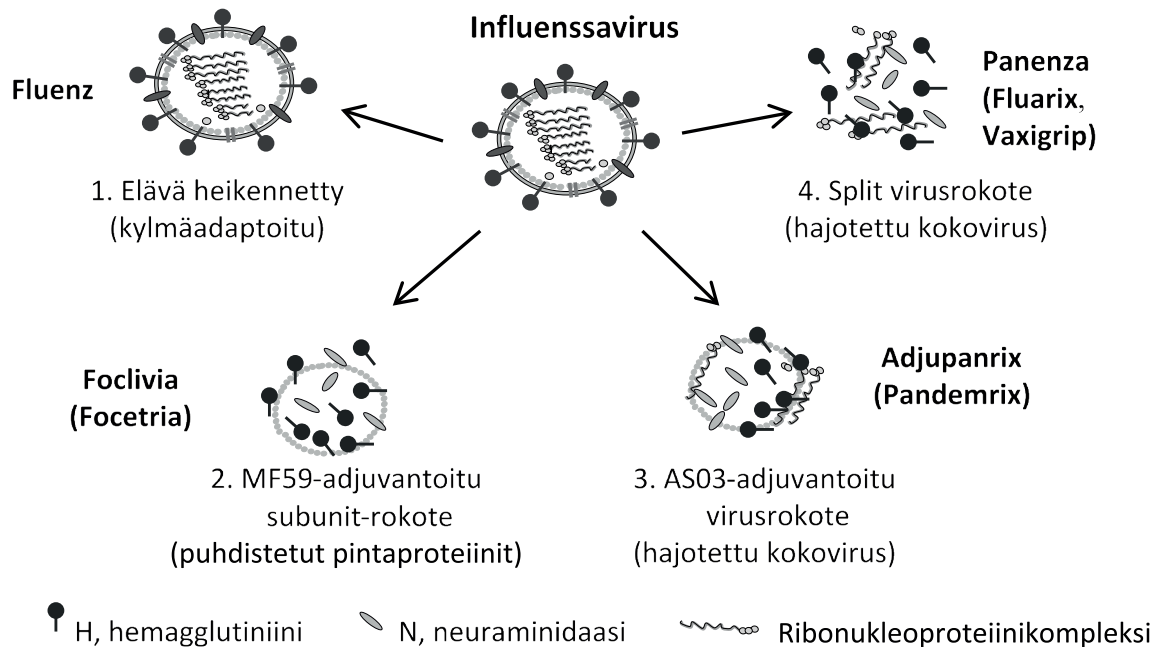 Influenssavirus
Fluenz
1. Elävä heikennetty
(kylmäadaptoitu)
Panenza
(Fluarix,
Vaxigrip)
4. Split virusrokote
(hajotettu kokovirus)
Foclivia
(Focetria)
2. MF59-adjuvantoitu
subunit-rokote
(puhdistetut pintaproteiinit)
Adjupanrix
(Pandemrix)
3. AS03-adjuvantoitu
virusrokote
(hajotettu kokovirus)
H, hemagglutiniini
N, neuraminidaasi
Ribonukleoproteiinikompleksi